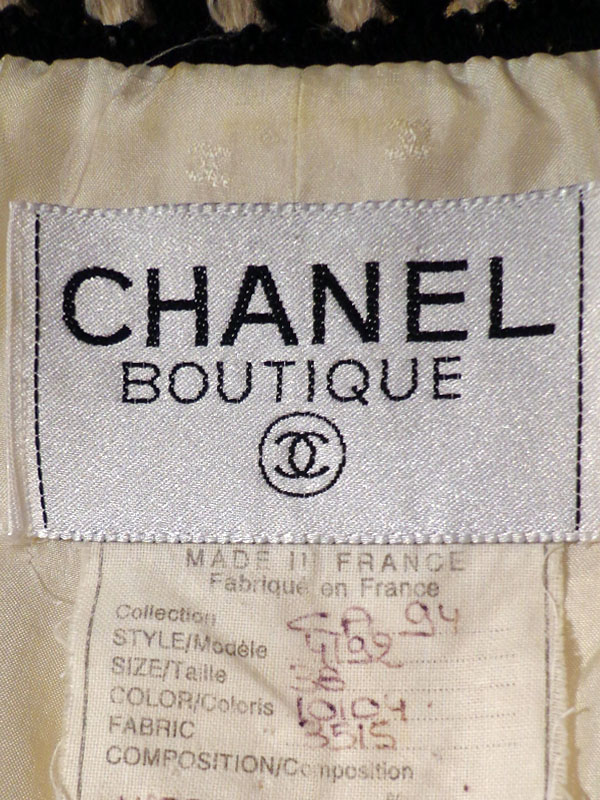 CHANEL
BOUTIQUE
MADE IN FRANCE
Fabriqué en France
Collection 94
STYLE/Modèle
SIZE/Taille 38
COLOR/Coloris 10104
FABRIC 3515
COMPOSITION/Composition